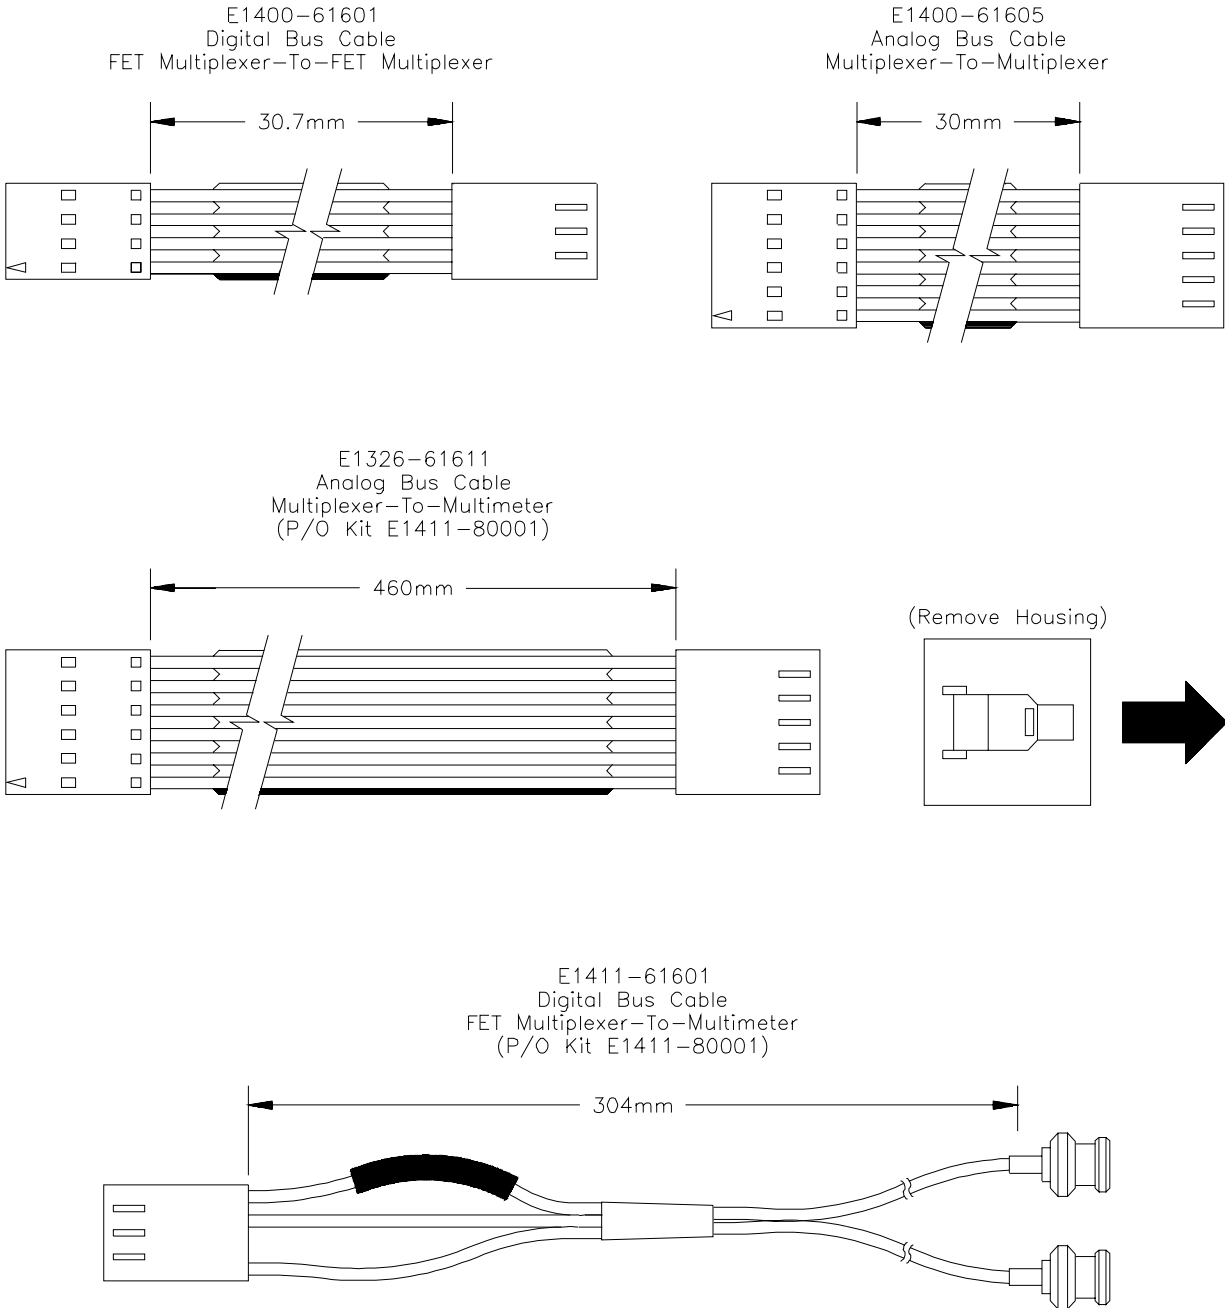 E1400-61601
Digital Bus Cable
FET Multiplexer-To-FET Multiplexer
30.7mm
E1400-61605
Analog Bus Cable
Multiplexer-To-Multiplexer
30mm
E1326-61611
Analog Bus Cable
Multiplexer-To-Multimeter
(P/O Kit E1411-80001)
460mm
(Remove Housing)
E1411-61601
Digital Bus Cable
FET Multiplexer-To-Multimeter
(P/O Kit E1411-80001)
304mm